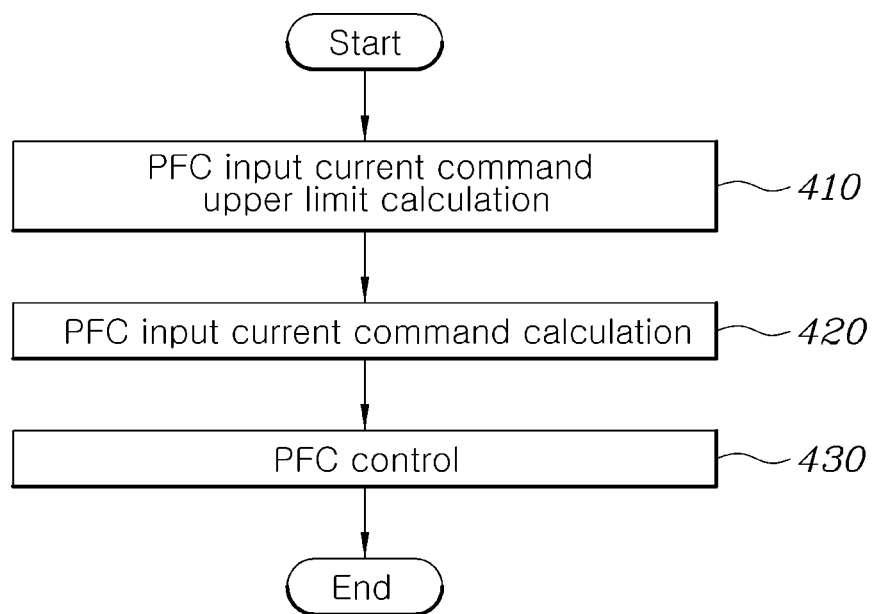 Start
PFC input current command
upper limit calculation
410
PFC input current command calculation
420
PFC control
430
End